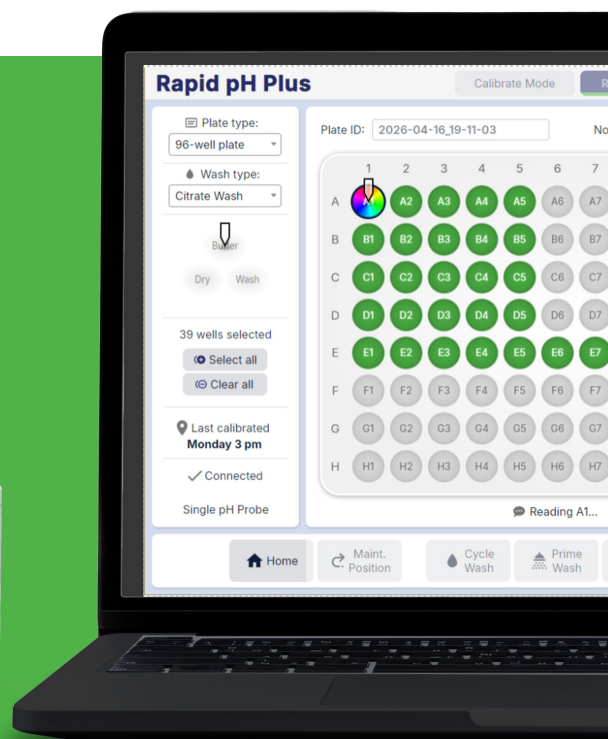 Rapid pH Plus
Calibrate Mode
R
Plate type:
96-well plate
Wash type:
Citrate Wash
Buffer
Dry
Wash
39 wells selected
Select all
Clear all
Last calibrated
Monday 3 pm
Connected
Single pH Probe
Plate ID:
2026-04-16_19-11-03
No
1 2 3 4 5 6 7
A A1 A2 A3 A4 A5 A6 A7
B B1 B2 B3 B4 B5 B6 B7
C C1 C2 C3 C4 C5 C6 C7
D D1 D2 D3 D4 D5 D6 D7
E E1 E2 E3 E4 E5 E6 E7
F F1 F2 F3 F4 F5 F6 F7
G G1 G2 G3 G4 G5 G6 G7
H H1 H2 H3 H4 H5 H6 H7
Reading A1...
Home
Maint.
Position
Cycle
Wash
Prime
Wash